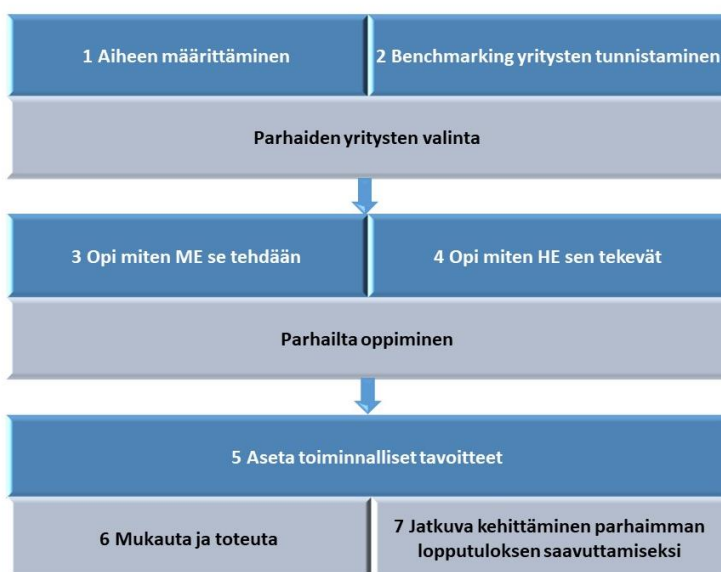 1 Aiheen määrittäminen
2 Benchmarking yritysten tunnistaminen
Parhaiden yritysten valinta
3 Opi miten ME se tehdään
4 Opi miten HE sen tekevät
Parhailta oppiminen
5 Aseta toiminnalliset tavoitteet
6 Mukauta ja toteuta
7 Jatkuva kehittäminen parhaimman
lopputuloksen saavuttamiseksi